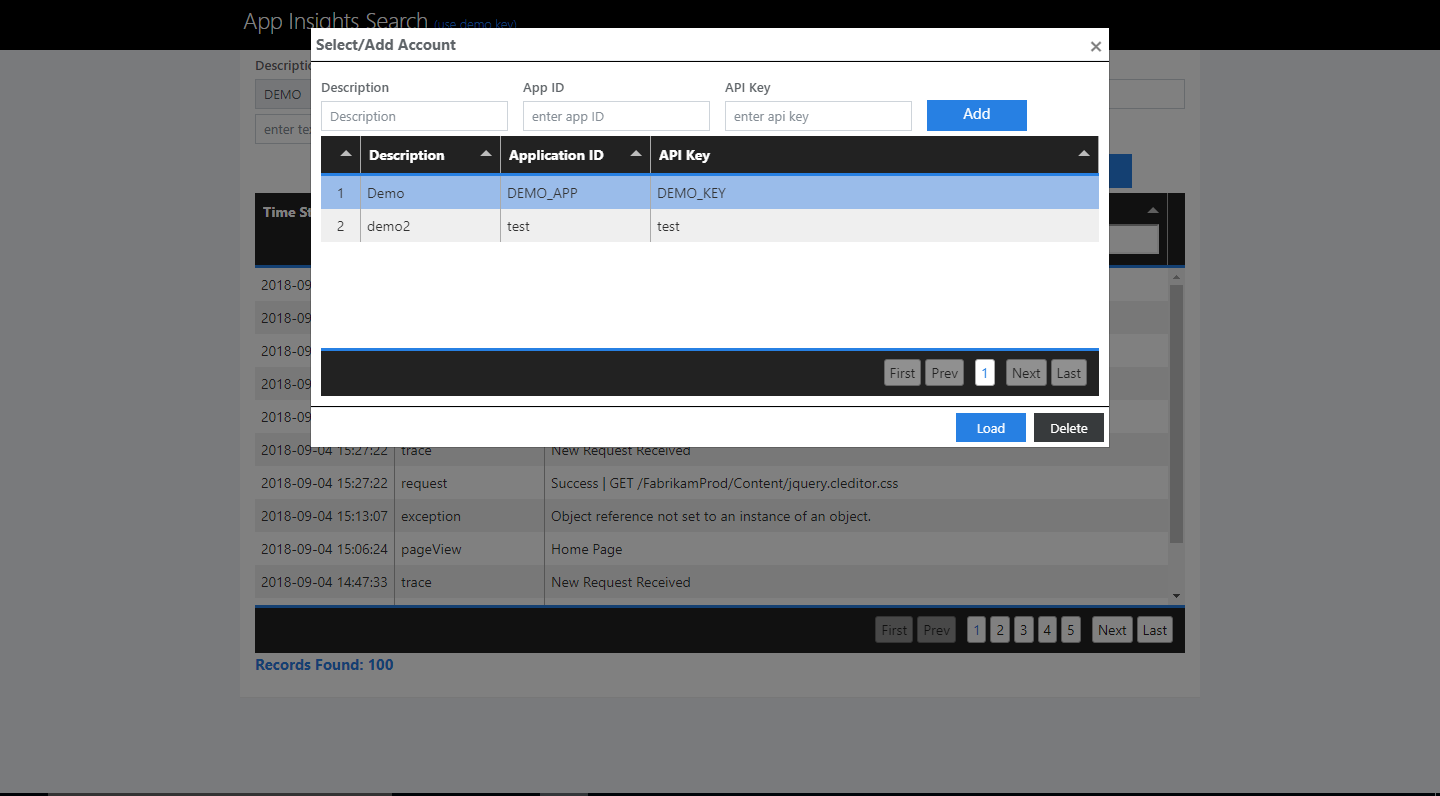 App Insights Search (use demo key)
Select/Add Account ×
Description App ID API Key
Description enter app ID enter api key Add
Description Application ID API Key
1 Demo DEMO_APP DEMO_KEY
2 demo2 test test
First Prev 1 Next Last
Load Delete
DEMO
enter
Time
2018-09
2018-09
2018-09
2018-09
2018-09
2018-09-04 15:27:22 trace New Request Received
2018-09-04 15:27:22 request Success | GET /FabrikamProd/Content/jquery.cleditor.css
2018-09-04 15:13:07 exception Object reference not set to an instance of an object.
2018-09-04 15:06:24 pageView Home Page
2018-09-04 14:47:33 trace New Request Received
First Prev 1 2 3 4 5 Next Last
Records Found: 100